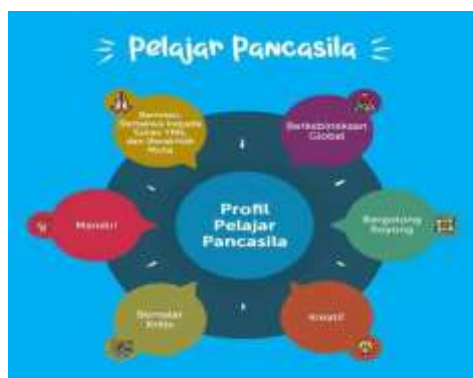 Pelajar Pancasila
Beriman,
Bertakwa kepada
Tuhan YME,
dan Berakhlak
Mulia
Berkebinekaan
Global
Mandiri
Profil
Pelajar
Pancasila
Bergotong
Royong
Bernalar
Kritis
Kreatif